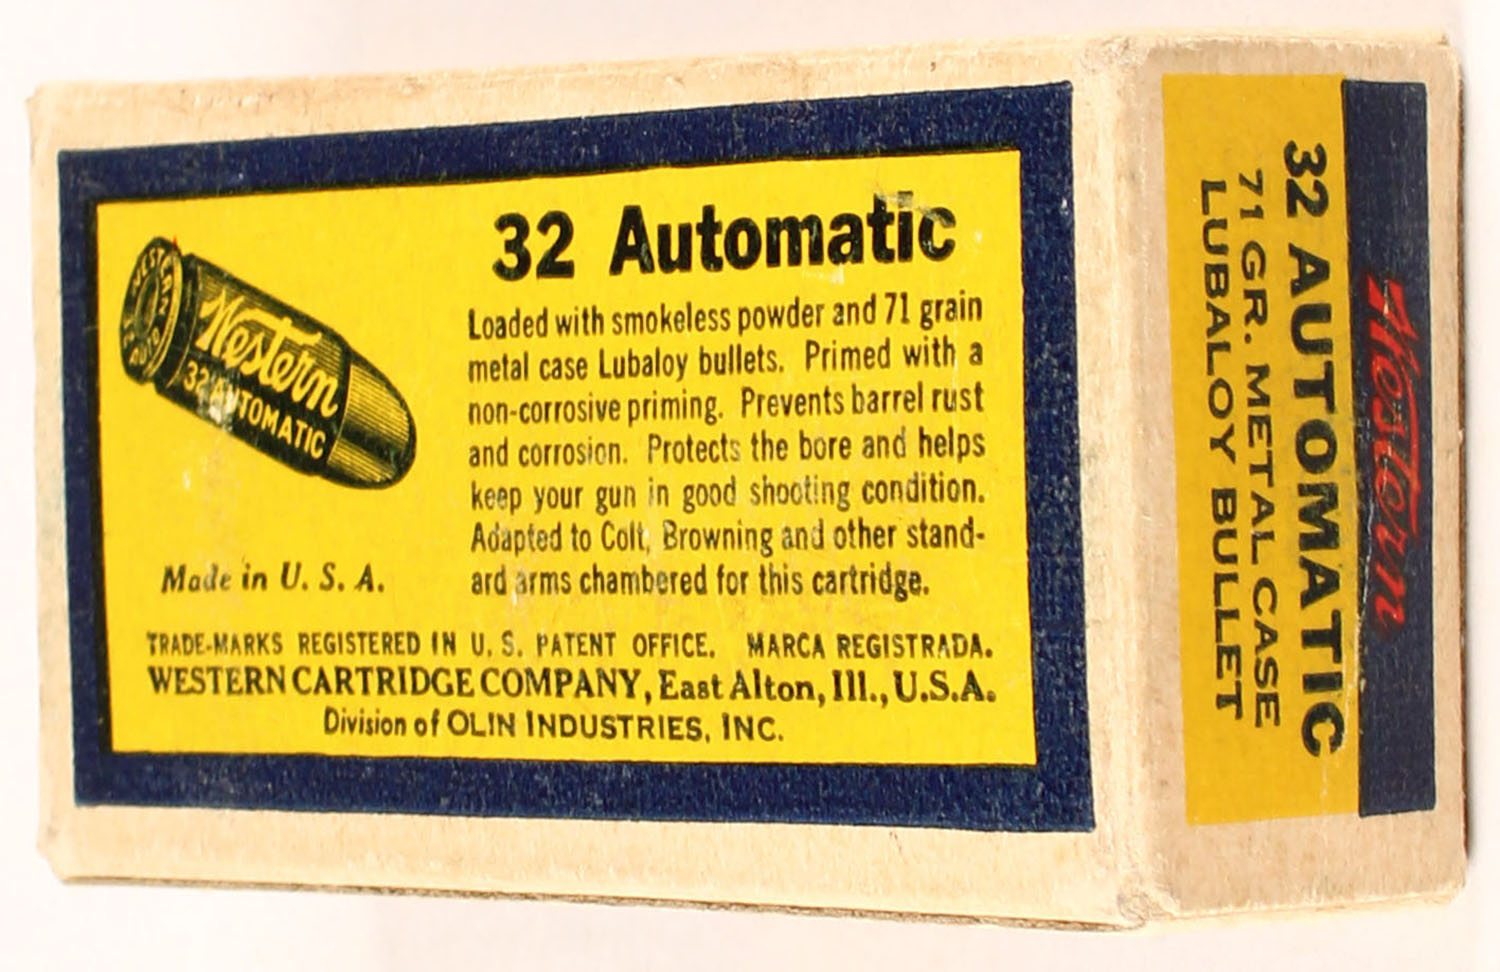 32 Automatic
Loaded with smokeless powder and 71 grain
metal case Lubaloy bullets. Primed with a
non-corrosive priming. Prevents barrel rust
and corrosion. Protects the bore and helps
keep your gun in good shooting condition.
Adapted to Colt, Browning and other stand-
ard arms chambered for this cartridge.
Western
32 AUTOMATIC
WESTERN
Made in U. S. A.
TRADE-MARKS REGISTERED IN U. S. PATENT OFFICE. MARCA REGISTRADA.
WESTERN CARTRIDGE COMPANY, East Alton, Ill., U.S.A.
Division of OLIN INDUSTRIES, INC.
Western
32 AUTOMATIC
71 GR. METAL CASE
LUBALOY BULLET